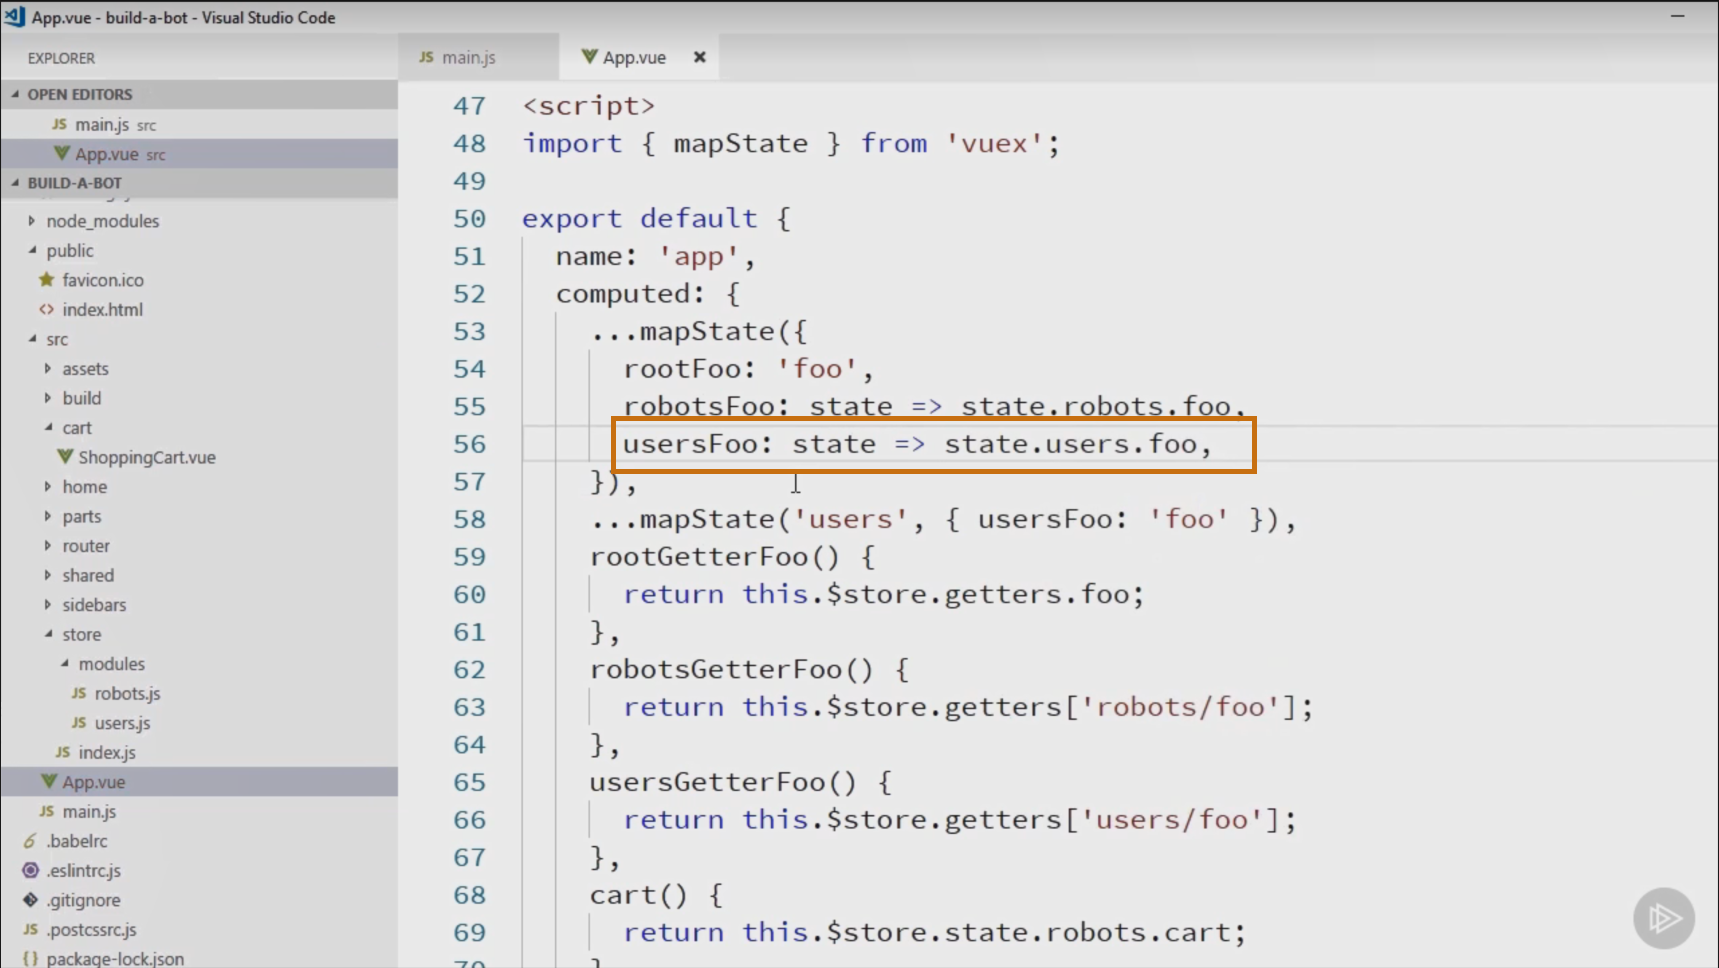 App.vue - build-a-bot - Visual Studio Code
EXPLORER
OPEN EDITORS
JS main.js src
App.vue src
BUILD-A-BOT
node_modules
public
favicon.ico
<> index.html
src
assets
build
cart
ShoppingCart.vue
home
parts
router
shared
sidebars
store
modules
JS robots.js
JS users.js
JS index.js
App.vue
JS main.js
6 .babelrc
.eslintrc.js
.gitignore
JS .postcssrc.js
{} package-lock.json
JS main.js
App.vue ×
47 <script>
48 import { mapState } from 'vuex';
49
50 export default {
51 name: 'app',
52 computed: {
53 ...mapState({
54 rootFoo: 'foo',
55 robotsFoo: state => state.robots.foo,
56 usersFoo: state => state.users.foo,
57 }),
58 ...mapState('users', { usersFoo: 'foo' }),
59 rootGetterFoo() {
60 return this.$store.getters.foo;
61 },
62 robotsGetterFoo() {
63 return this.$store.getters['robots/foo'];
64 },
65 usersGetterFoo() {
66 return this.$store.getters['users/foo'];
67 },
68 cart() {
69 return this.$store.state.robots.cart;